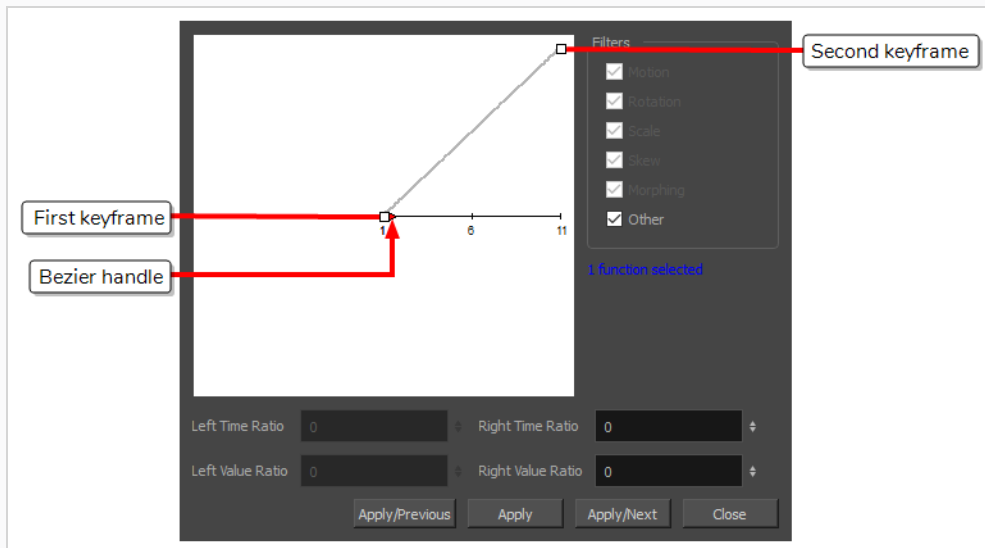 Filters
Second keyframe
Motion
Rotation
Scale
Skew
Morphing
Other
First keyframe
1 6 11
Bezier handle
1 function selected
Left Time Ratio 0 Right Time Ratio 0
Left Value Ratio 0 Right Value Ratio 0
Apply/Previous Apply Apply/Next Close